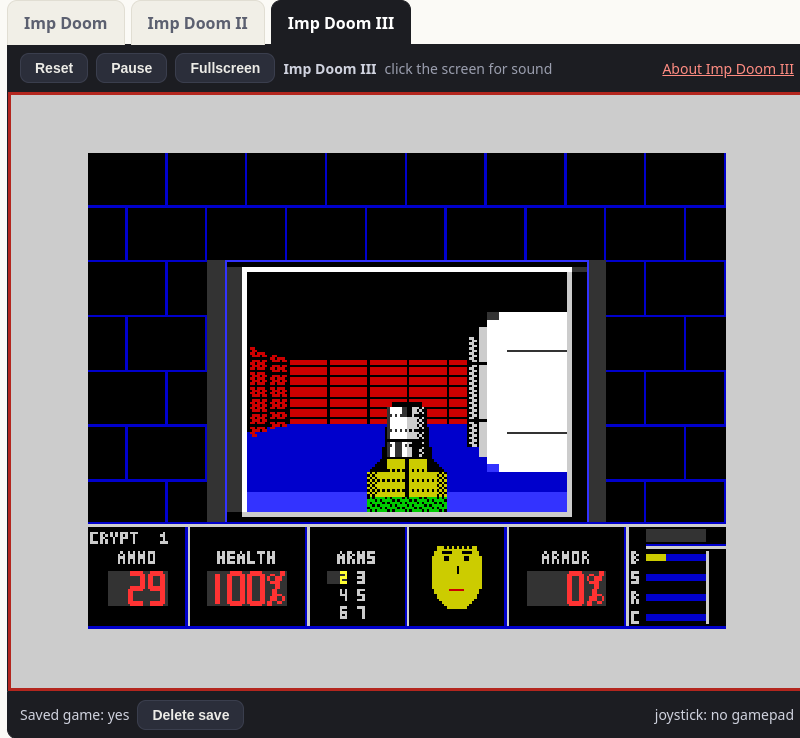 Imp Doom Imp Doom II Imp Doom III
Reset Pause Fullscreen Imp Doom III click the screen for sound About Imp Doom III
CRYPT 1
AMMO HEALTH ARMS ARMOR B:
29 100% 2 3 0% S
4 5 R
6 7 C
Saved game: yes Delete save joystick: no gamepad